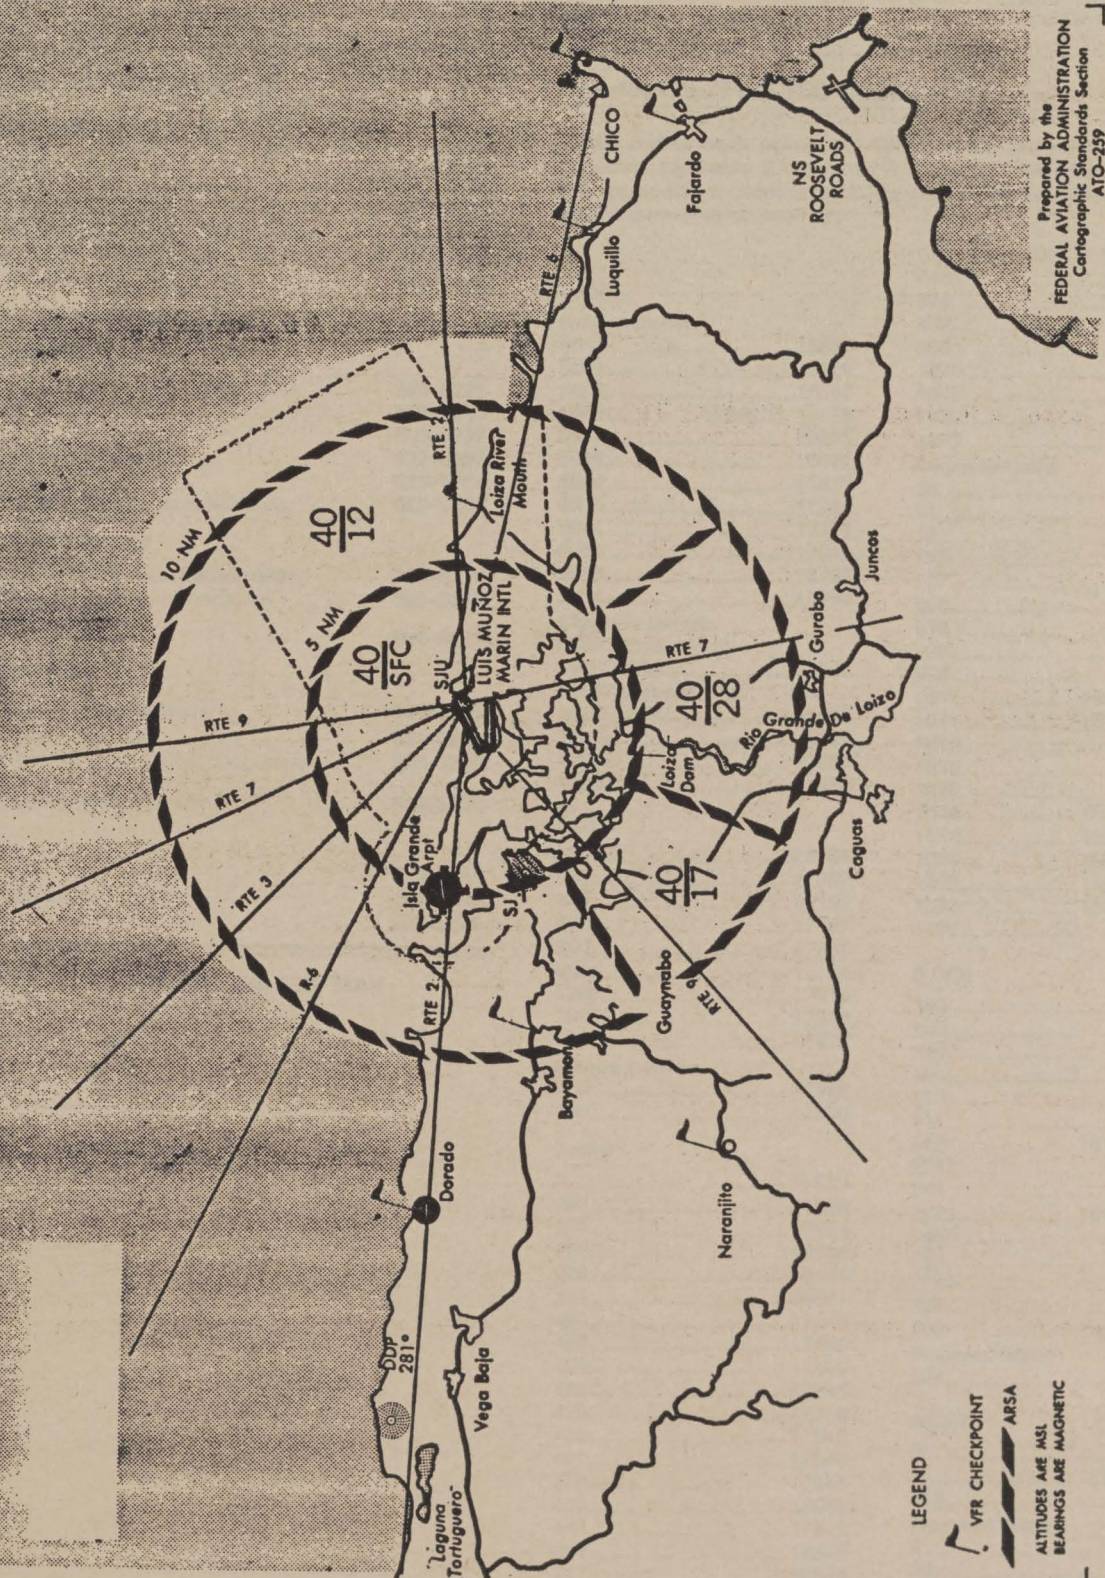 Prepared by the
FEDERAL AVIATION ADMINISTRATION
Cartographic Standards Section
ATO-259
CHICO
Fajardo
NS
ROOSEVELT
ROADS
Luquillo
RTE 6
RTE 2
Loiza River
Mouth
10 NM
40
12
5 NM
40
SFC
SJU
LUIS MUÑOZ
MARIN INTL
Juncos
Gurabo
RTE 7
40
28
Rio Grande De Loizo
Loiza
Dam
RTE 9
RTE 7
RTE 3
R-6
Isla Grande
Arpt
SJ
40
17
Caguas
RTE 2
Guaynabo
RTE 9
Bayamon
Dorado
Naranjito
DDP
281°
Vega Baja
Laguna
Tortuguero
LEGEND
VFR CHECKPOINT
ARSA
ALTITUDES ARE MSL
BEARINGS ARE MAGNETIC